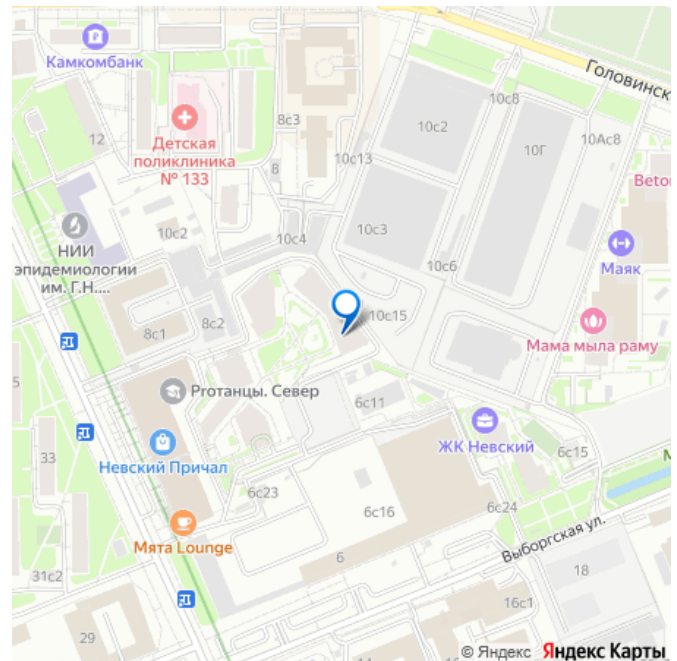 Камкомбанк
Головинск
10с8
8с3
10с2
10Ас8
12
Детская
поликлиника
№ 133
10с13
10Г
8
Beto
10с2
10с4
10с3
НИИ
эпидемиологии
им. Г.Н....
10с6
Маяк
10с15
8с1
8с2
Мама мыла раму
Proтанцы. Север
6с11
ЖК Невский
33
Невский Причал
6с15
М
6с23
6с16
6с24
Мята Lounge
6
Выборгская ул.
31с2
18
16с1
29
© Яндекс Яндекс Карты